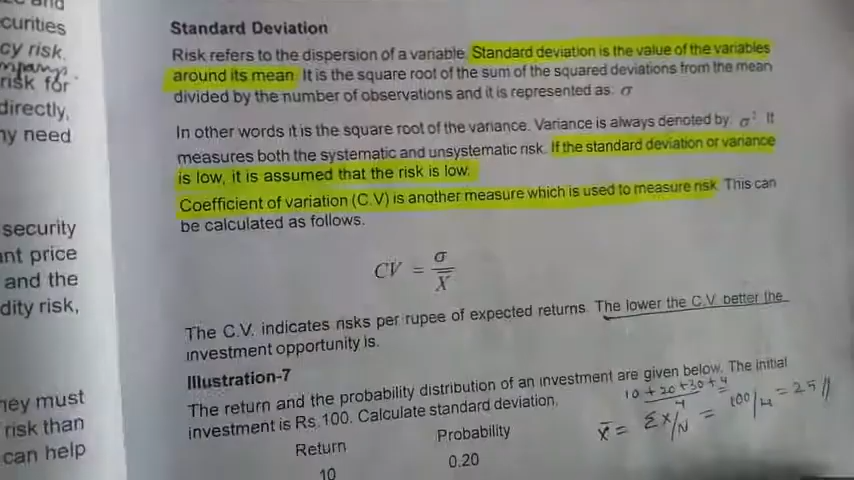 curities
cy risk.
company's
risk for
directly,
ny need
security
ant price
and the
dity risk,
hey must
risk than
can help
Standard Deviation
Risk refers to the dispersion of a variable. Standard deviation is the value of the variables
around its mean. It is the square root of the sum of the squared deviations from the mean
divided by the number of observations and it is represented as: σ
In other words it is the square root of the variance. Variance is always denoted by: σ² It
measures both the systematic and unsystematic risk. If the standard deviation or variance
is low, it is assumed that the risk is low.
Coefficient of variation (C.V) is another measure which is used to measure risk. This can
be calculated as follows.
CV = σ / X̄
The C.V. indicates risks per rupee of expected returns. The lower the C.V. better the
investment opportunity is.
Illustration-7
The return and the probability distribution of an investment are given below. The initial
investment is Rs.100. Calculate standard deviation.
Return Probability
10 0.20
10 + 20 + 30 + 4
4
X̄ = ΣX/N = 100/4 = 25 //